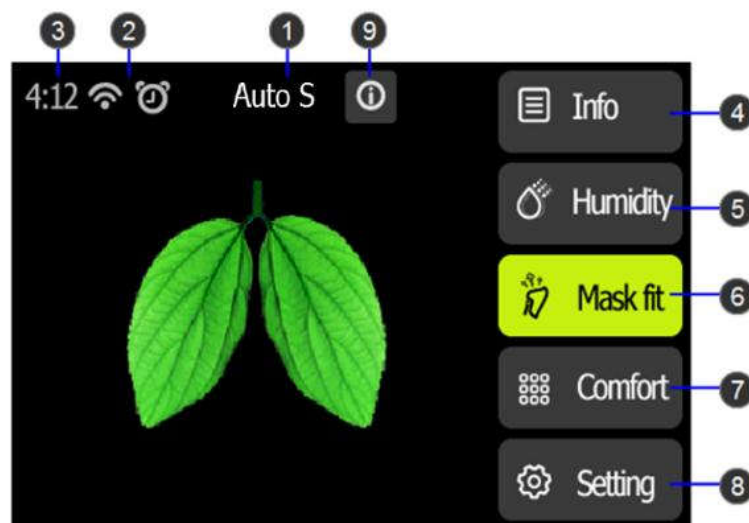 3 2 1 9
4:12 Auto S
Info 4
Humidity 5
Mask fit 6
Comfort 7
Setting 8